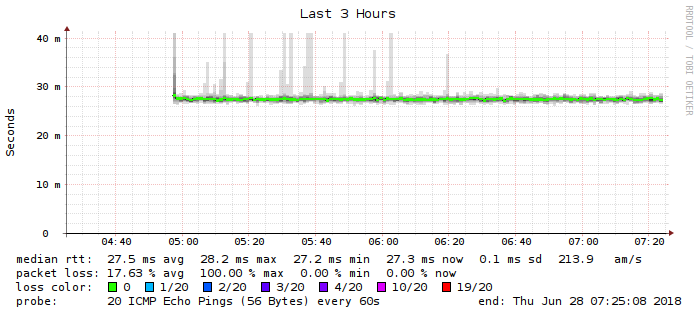 Last 3 Hours
RRDTOOL / TOBI OETIKER
Seconds
40 m
30 m
20 m
10 m
0
04:40 05:00 05:20 05:40 06:00 06:20 06:40 07:00 07:20
median rtt: 27.5 ms avg 28.2 ms max 27.2 ms min 27.3 ms now 0.1 ms sd 213.9 am/s
packet loss: 17.63 % avg 100.00 % max 0.00 % min 0.00 % now
loss color: 0 1/20 2/20 3/20 4/20 10/20 19/20
probe: 20 ICMP Echo Pings (56 Bytes) every 60s end: Thu Jun 28 07:25:08 2018